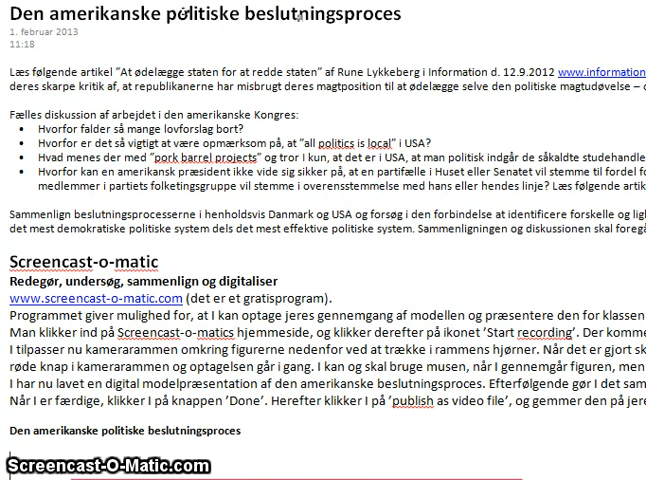 Den amerikanske politiske beslutningsproces
1. februar 2013
11:18
Læs følgende artikel ”At ødelægge staten for at redde staten” af Rune Lykkeberg i Information d. 12.9.2012 www.information
deres skarpe kritik af, at republikanerne har misbrugt deres magtposition til at ødelægge selve den politiske magtudøvelse –
Fælles diskussion af arbejdet i den amerikanske Kongres:
• Hvorfor falder så mange lovforslag bort?
• Hvorfor er det så vigtigt at være opmærksom på, at ”all politics is local” i USA?
• Hvad menes der med ”pork barrel projects” og tror I kun, at det er i USA, at man politisk indgår de såkaldte studehandle
• Hvorfor kan en amerikansk præsident ikke vide sig sikker på, at en partifælle i Huset eller Senatet vil stemme til fordel fo
medlemmer i partiets folketingsgruppe vil stemme i overensstemmelse med hans eller hendes linje? Læs følgende artik
Sammenlign beslutningsprocesserne i henholdsvis Danmark og USA og forsøg i den forbindelse at identificere forskelle og lig
det mest demokratiske politiske system dels det mest effektive politiske system. Sammenligningen og diskussionen skal foregå
Screencast-o-matic
Redegør, undersøg, sammenlign og digitaliser
www.screencast-o-matic.com (det er et gratisprogram).
Programmet giver mulighed for, at I kan optage jeres gennemgang af modellen og præsentere den for klassen
Man klikker ind på Screencast-o-matics hjemmeside, og klikker derefter på ikonet ’Start recording’. Der komme
I tilpasser nu kamerarammen omkring figurerne nedenfor ved at trække i rammens hjørner. Når det er gjort sk
røde knap i kamerarammen og optagelsen går i gang. I kan og skal bruge musen, når I gennemgår figuren, men
I har nu lavet en digital modelpræsentation af den amerikanske beslutningsproces. Efterfølgende gør I det sam
Når I er færdige, klikker I på knappen ’Done’. Herefter klikker I på ’publish as video file’, og gemmer den på jere
Den amerikanske politiske beslutningsproces
Screencast-O-Matic.com